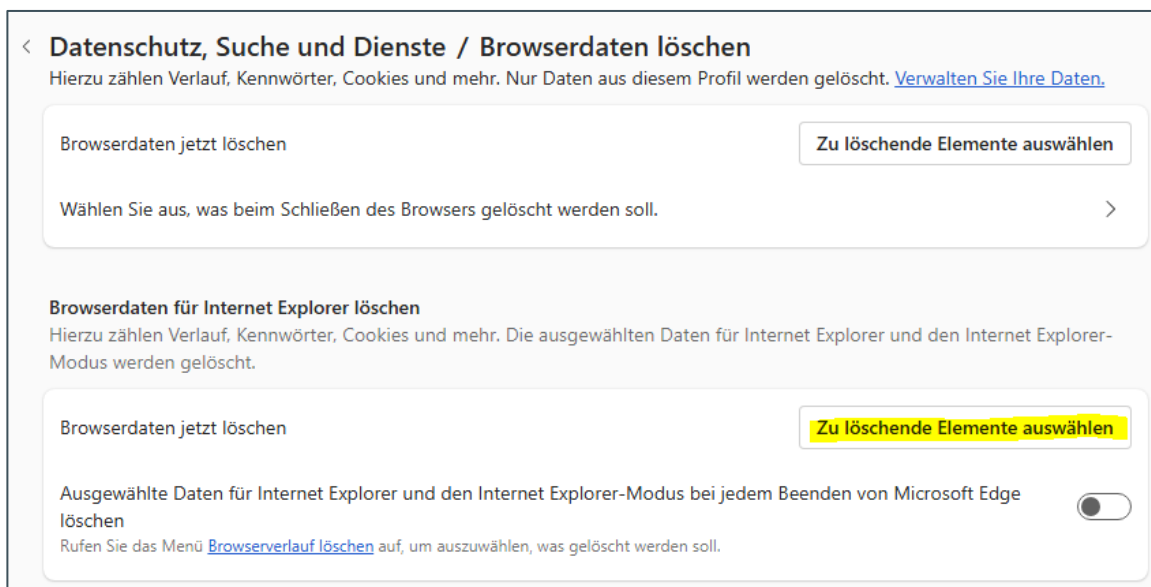 Datenschutz, Suche und Dienste / Browserdaten löschen
Hierzu zählen Verlauf, Kennwörter, Cookies und mehr. Nur Daten aus diesem Profil werden gelöscht. Verwalten Sie Ihre Daten.
Browserdaten jetzt löschen
Zu löschende Elemente auswählen
Wählen Sie aus, was beim Schließen des Browsers gelöscht werden soll.
Browserdaten für Internet Explorer löschen
Hierzu zählen Verlauf, Kennwörter, Cookies und mehr. Die ausgewählten Daten für Internet Explorer und den Internet Explorer-
Modus werden gelöscht.
Browserdaten jetzt löschen
Zu löschende Elemente auswählen
Ausgewählte Daten für Internet Explorer und den Internet Explorer-Modus bei jedem Beenden von Microsoft Edge
löschen
Rufen Sie das Menü Browserverlauf löschen auf, um auszuwählen, was gelöscht werden soll.